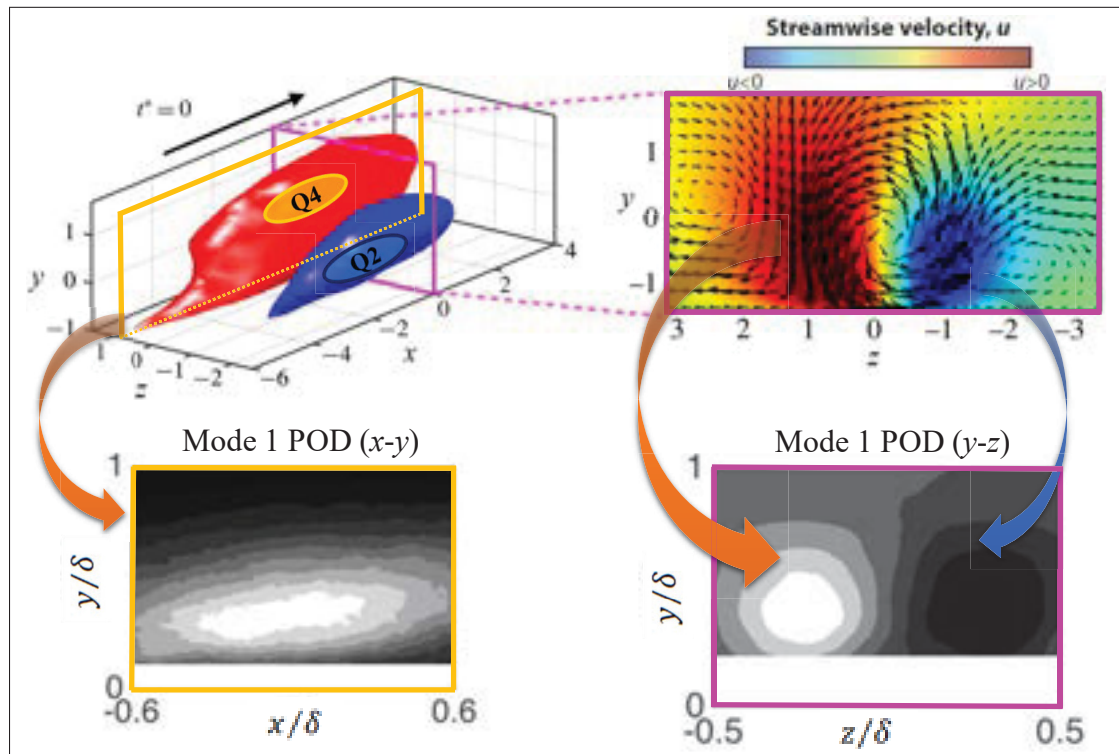 Streamwise velocity, u
u<0 u>0
t* = 0
Q4
Q2
y
1
0
−1
1 0 −1 −2
z
−6 −4 −2 0 2 4
x
y
1
0
−1
3 2 1 0 −1 −2 −3
z
Mode 1 POD (x-y)
1
y/δ
0
-0.6 0.6
x/δ
Mode 1 POD (y-z)
1
y/δ
0
-0.5 0.5
z/δ